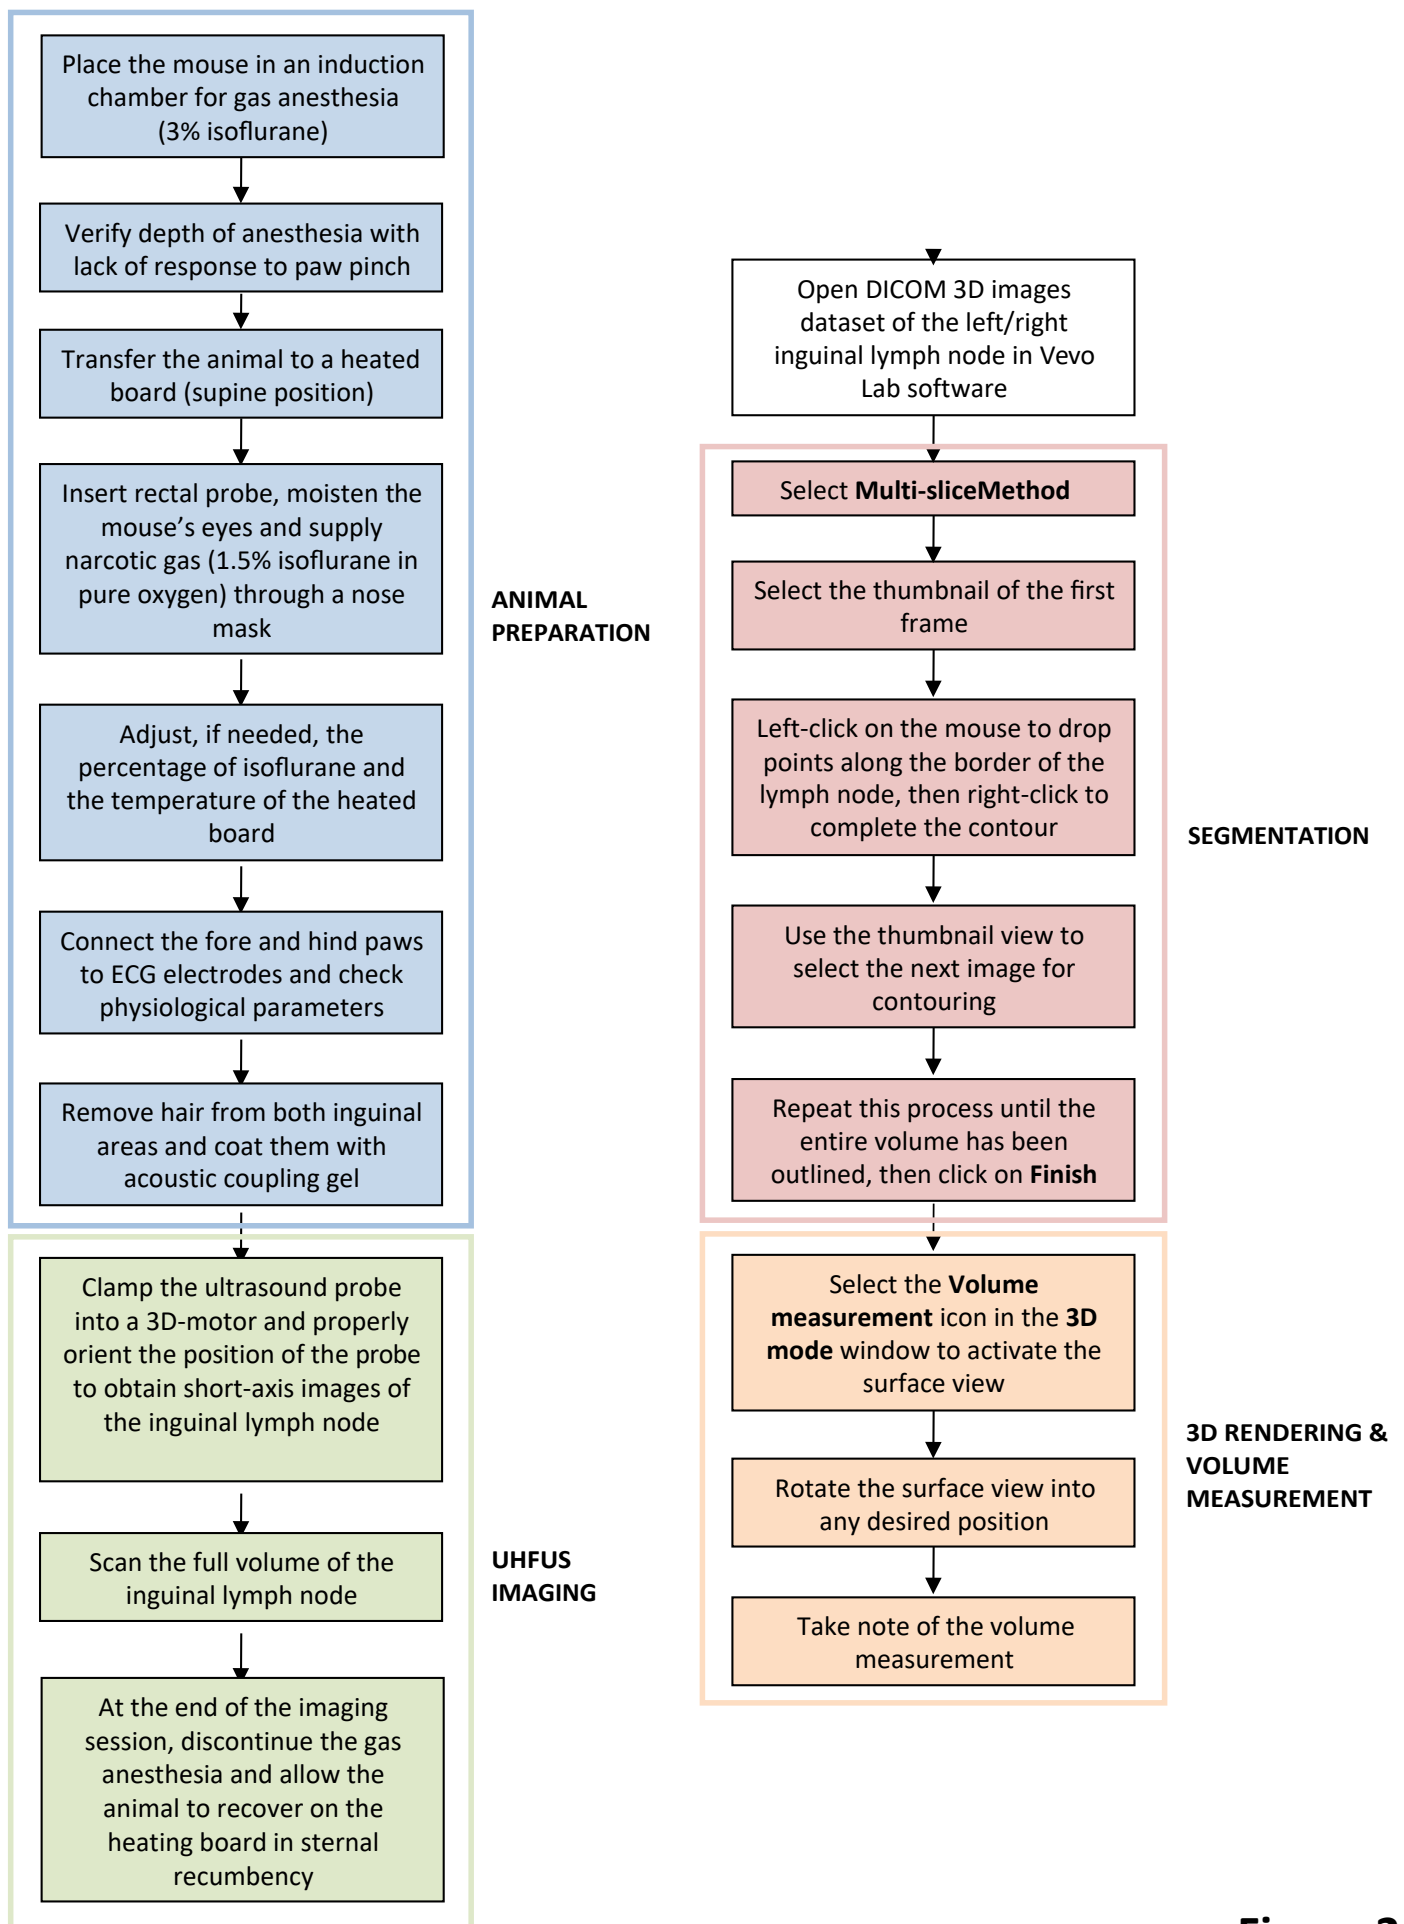 Place the mouse in an induction
chamber for gas anesthesia
(3% isoflurane)
Verify depth of anesthesia with
lack of response to paw pinch
Transfer the animal to a heated
board (supine position)
Insert rectal probe, moisten the
mouse’s eyes and supply
narcotic gas (1.5% isoflurane in
pure oxygen) through a nose
mask
Adjust, if needed, the
percentage of isoflurane and
the temperature of the heated
board
Connect the fore and hind paws
to ECG electrodes and check
physiological parameters
Remove hair from both inguinal
areas and coat them with
acoustic coupling gel
ANIMAL
PREPARATION
Clamp the ultrasound probe
into a 3D-motor and properly
orient the position of the probe
to obtain short-axis images of
the inguinal lymph node
Scan the full volume of the
inguinal lymph node
At the end of the imaging
session, discontinue the gas
anesthesia and allow the
animal to recover on the
heating board in sternal
recumbency
UHFUS
IMAGING
Open DICOM 3D images
dataset of the left/right
inguinal lymph node in Vevo
Lab software
Select Multi-sliceMethod
Select the thumbnail of the first
frame
Left-click on the mouse to drop
points along the border of the
lymph node, then right-click to
complete the contour
Use the thumbnail view to
select the next image for
contouring
Repeat this process until the
entire volume has been
outlined, then click on Finish
SEGMENTATION
Select the Volume
measurement icon in the 3D
mode window to activate the
surface view
Rotate the surface view into
any desired position
Take note of the volume
measurement
3D RENDERING &
VOLUME
MEASUREMENT